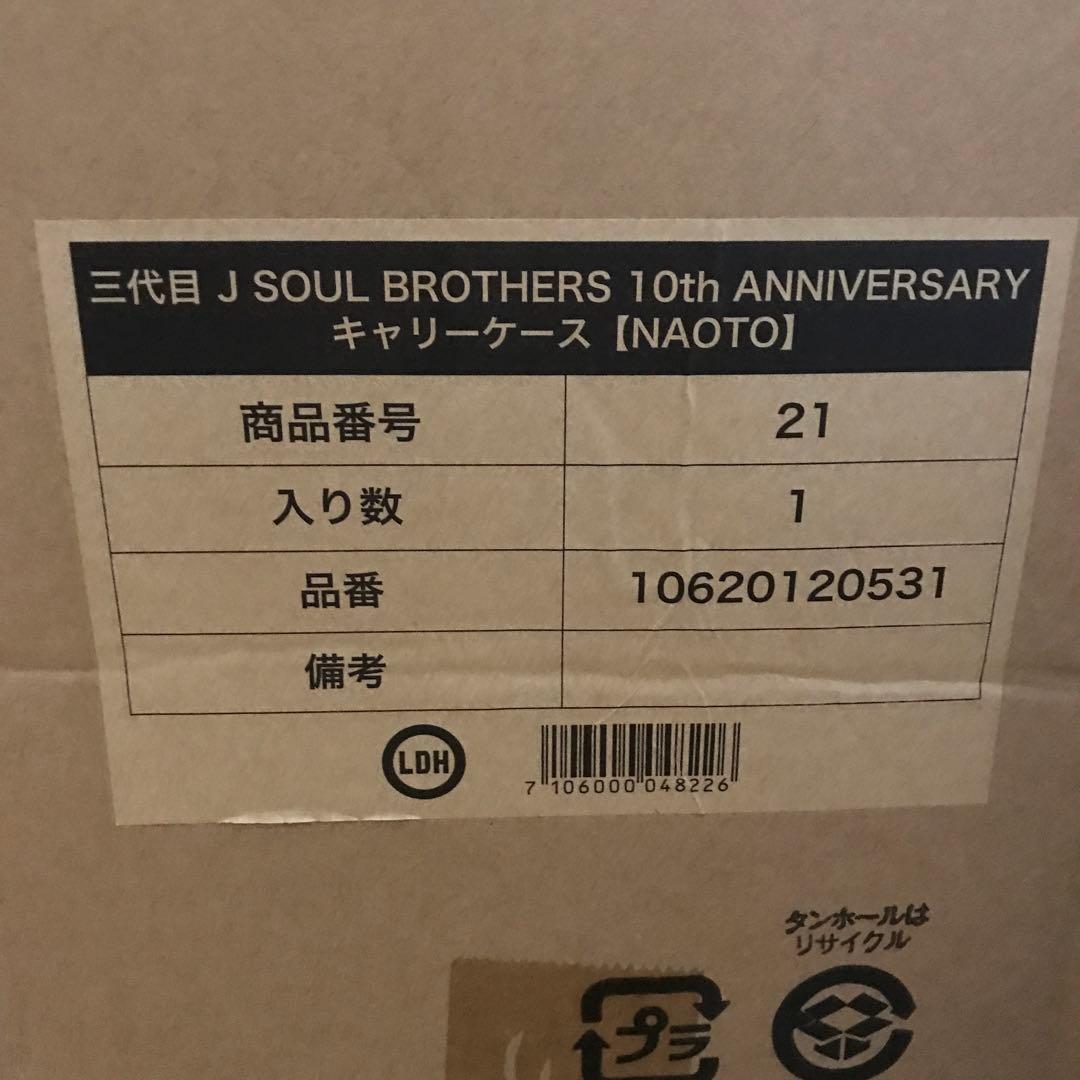 三代目 J SOUL BROTHERS 10th ANNIVERSARY
キャリーケース【NAOTO】
商品番号 21
入り数 1
品番 10620120531
備考
LDH
7 106000 048226
ダンボールは
リサイクル
プラ